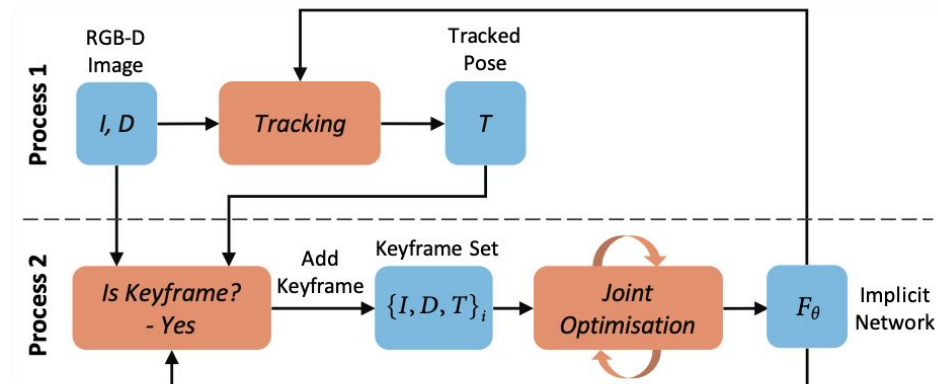 Process 1
RGB-D
Image
I, D
Tracking
Tracked
Pose
T
Process 2
Is Keyframe?
- Yes
Add
Keyframe
Keyframe Set
{I, D, T}ᵢ
Joint
Optimisation
F_θ
Implicit
Network